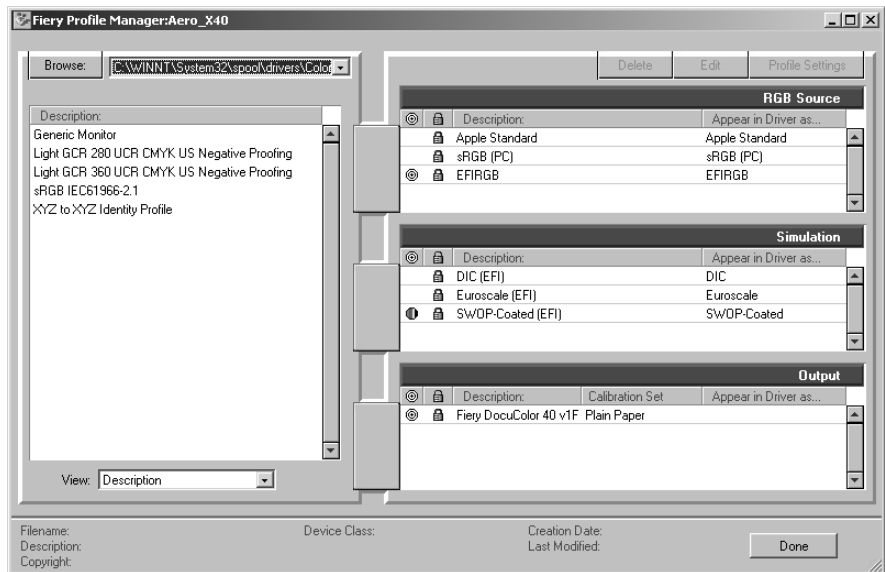 Fiery Profile Manager:Aero_X40
Browse: C:\WINNT\System32\spool\drivers\Color
Description:
Generic Monitor
Light GCR 280 UCR CMYK US Negative Proofing
Light GCR 360 UCR CMYK US Negative Proofing
sRGB IEC61966-2.1
XYZ to XYZ Identity Profile
View: Description
Delete Edit Profile Settings
RGB Source
Description: Appear in Driver as...
Apple Standard Apple Standard
sRGB (PC) sRGB (PC)
EFIRGB EFIRGB
Simulation
Description: Appear in Driver as...
DIC (EFI) DIC
Euroscale (EFI) Euroscale
SWOP-Coated (EFI) SWOP-Coated
Output
Description: Calibration Set Appear in Driver as...
Fiery DocuColor 40 v1F Plain Paper
Filename: Device Class: Creation Date:
Description: Last Modified:
Copyright:
Done